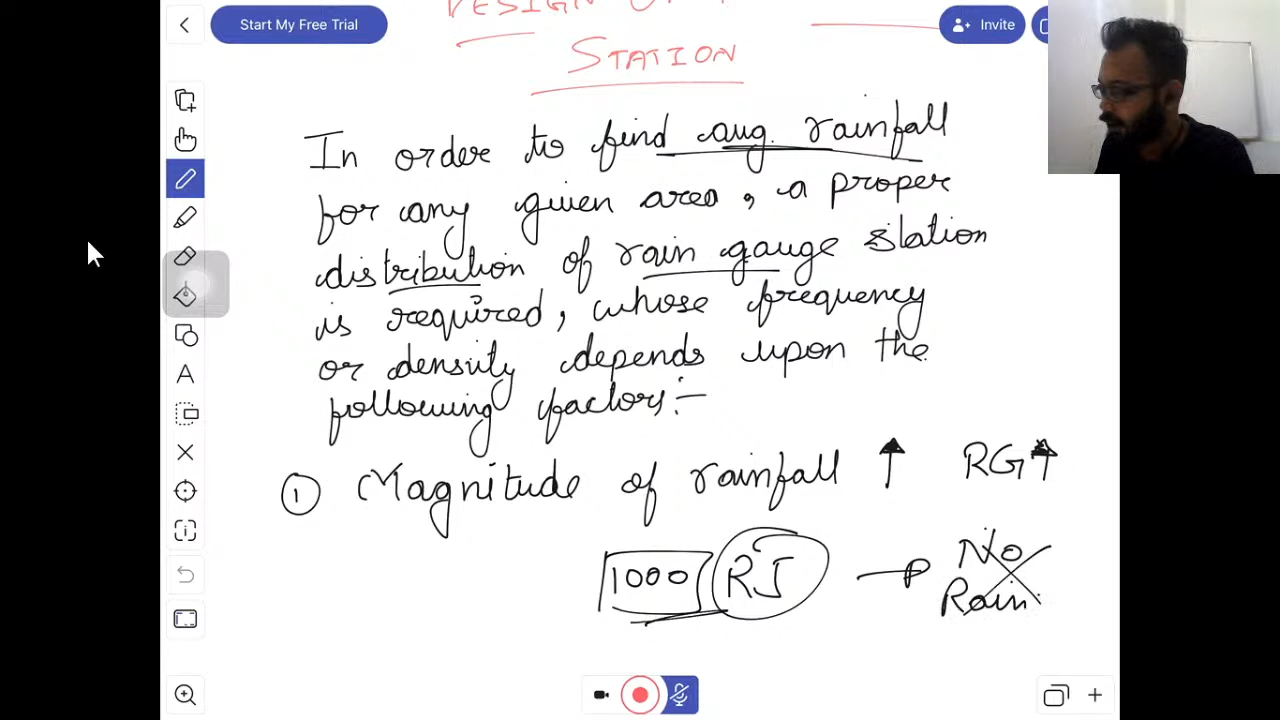 Start My Free Trial
Invite
DESIGN OF
STATION
In order to find avg. rainfall
for any given area, a proper
distribution of rain gauge station
is required, whose frequency
or density depends upon the
following factors:-
① Magnitude of rainfall ↑ RG↑
1000 RJ → No
Rain